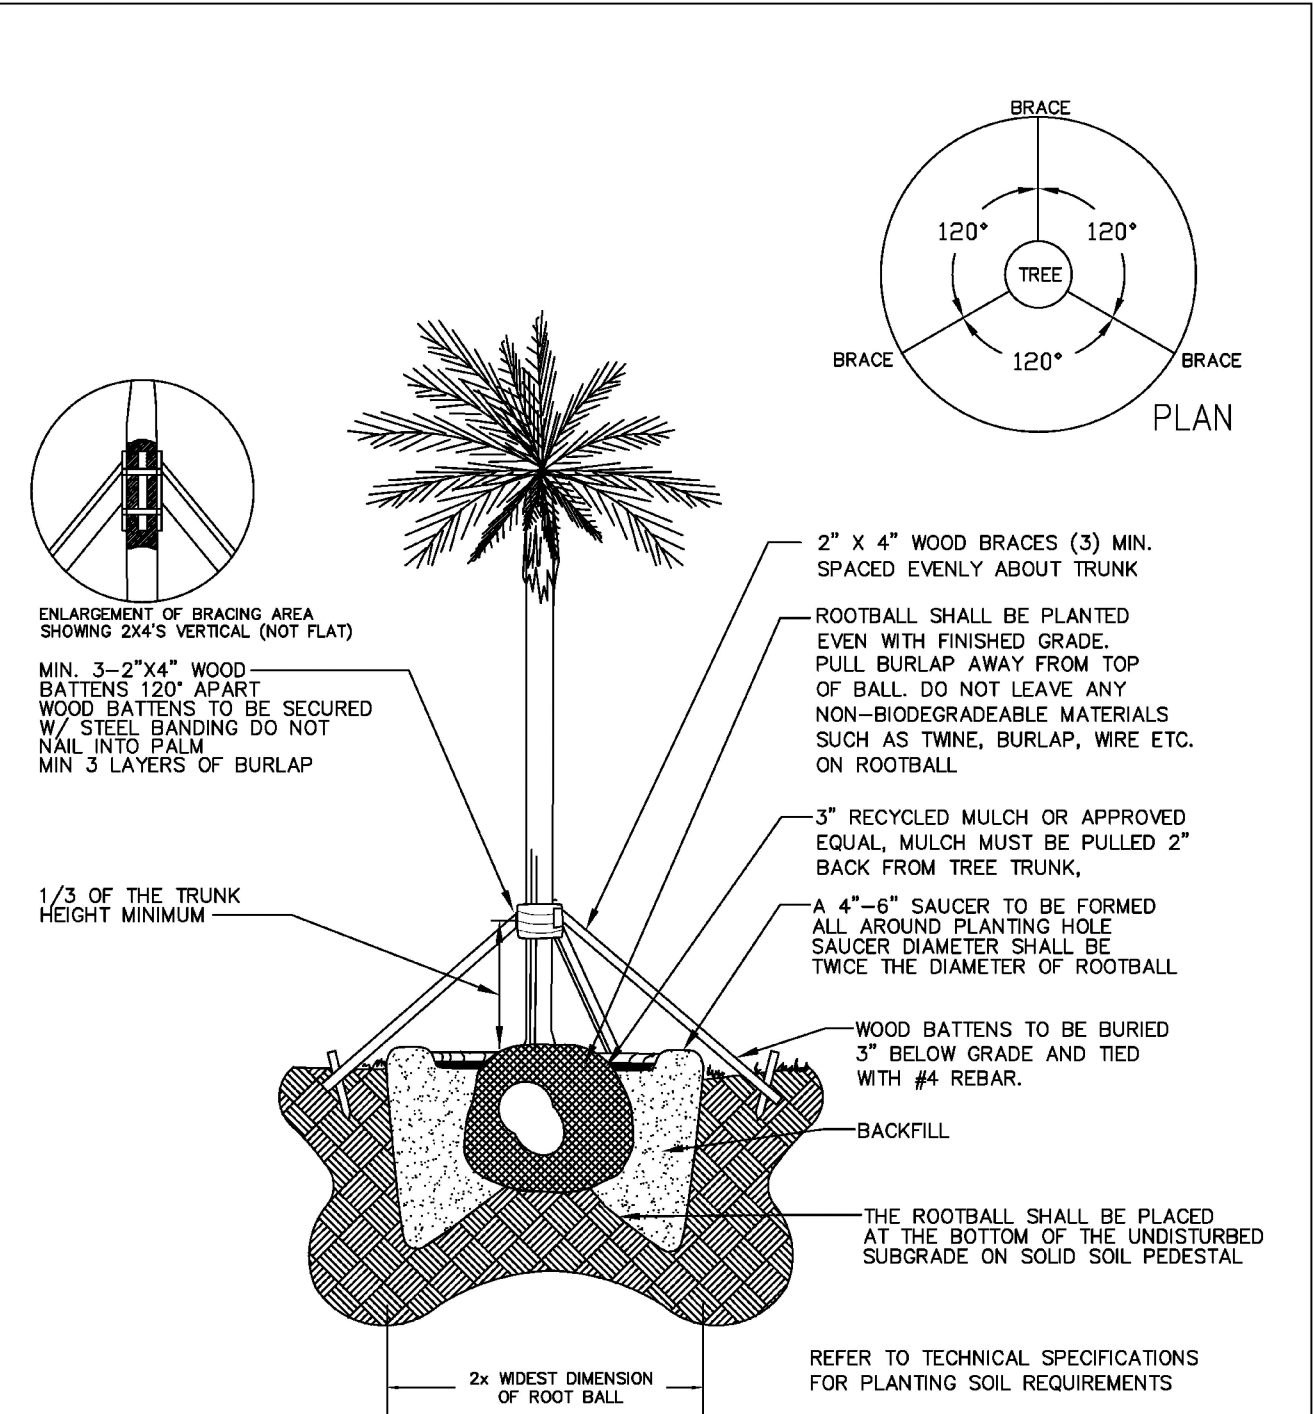 BRACE
120°
120°
TREE
120°
BRACE
BRACE
PLAN
ENLARGEMENT OF BRACING AREA
SHOWING 2X4'S VERTICAL (NOT FLAT)
MIN. 3-2"X4" WOOD
BATTENS 120° APART
WOOD BATTENS TO BE SECURED
W/ STEEL BANDING DO NOT
NAIL INTO PALM
MIN 3 LAYERS OF BURLAP
1/3 OF THE TRUNK
HEIGHT MINIMUM
2" X 4" WOOD BRACES (3) MIN.
SPACED EVENLY ABOUT TRUNK
ROOTBALL SHALL BE PLANTED
EVEN WITH FINISHED GRADE.
PULL BURLAP AWAY FROM TOP
OF BALL. DO NOT LEAVE ANY
NON-BIODEGRADEABLE MATERIALS
SUCH AS TWINE, BURLAP, WIRE ETC.
ON ROOTBALL
3" RECYCLED MULCH OR APPROVED
EQUAL, MULCH MUST BE PULLED 2"
BACK FROM TREE TRUNK,
A 4"-6" SAUCER TO BE FORMED
ALL AROUND PLANTING HOLE
SAUCER DIAMETER SHALL BE
TWICE THE DIAMETER OF ROOTBALL
WOOD BATTENS TO BE BURIED
3" BELOW GRADE AND TIED
WITH #4 REBAR.
BACKFILL
THE ROOTBALL SHALL BE PLACED
AT THE BOTTOM OF THE UNDISTURBED
SUBGRADE ON SOLID SOIL PEDESTAL
2x WIDEST DIMENSION
OF ROOT BALL
REFER TO TECHNICAL SPECIFICATIONS
FOR PLANTING SOIL REQUIREMENTS